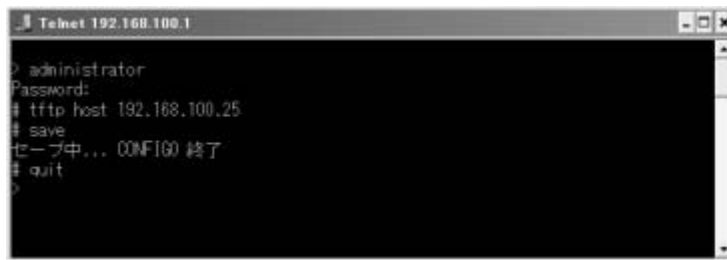 Telnet 192.168.100.1
> administrator
Password:
# tftp host 192.168.100.25
# save
セーブ中... CONFIG0 終了
# quit
>